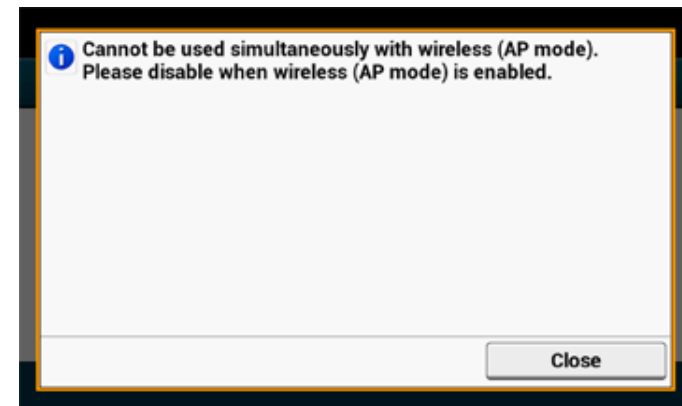 Cannot be used simultaneously with wireless (AP mode).
Please disable when wireless (AP mode) is enabled.
Close